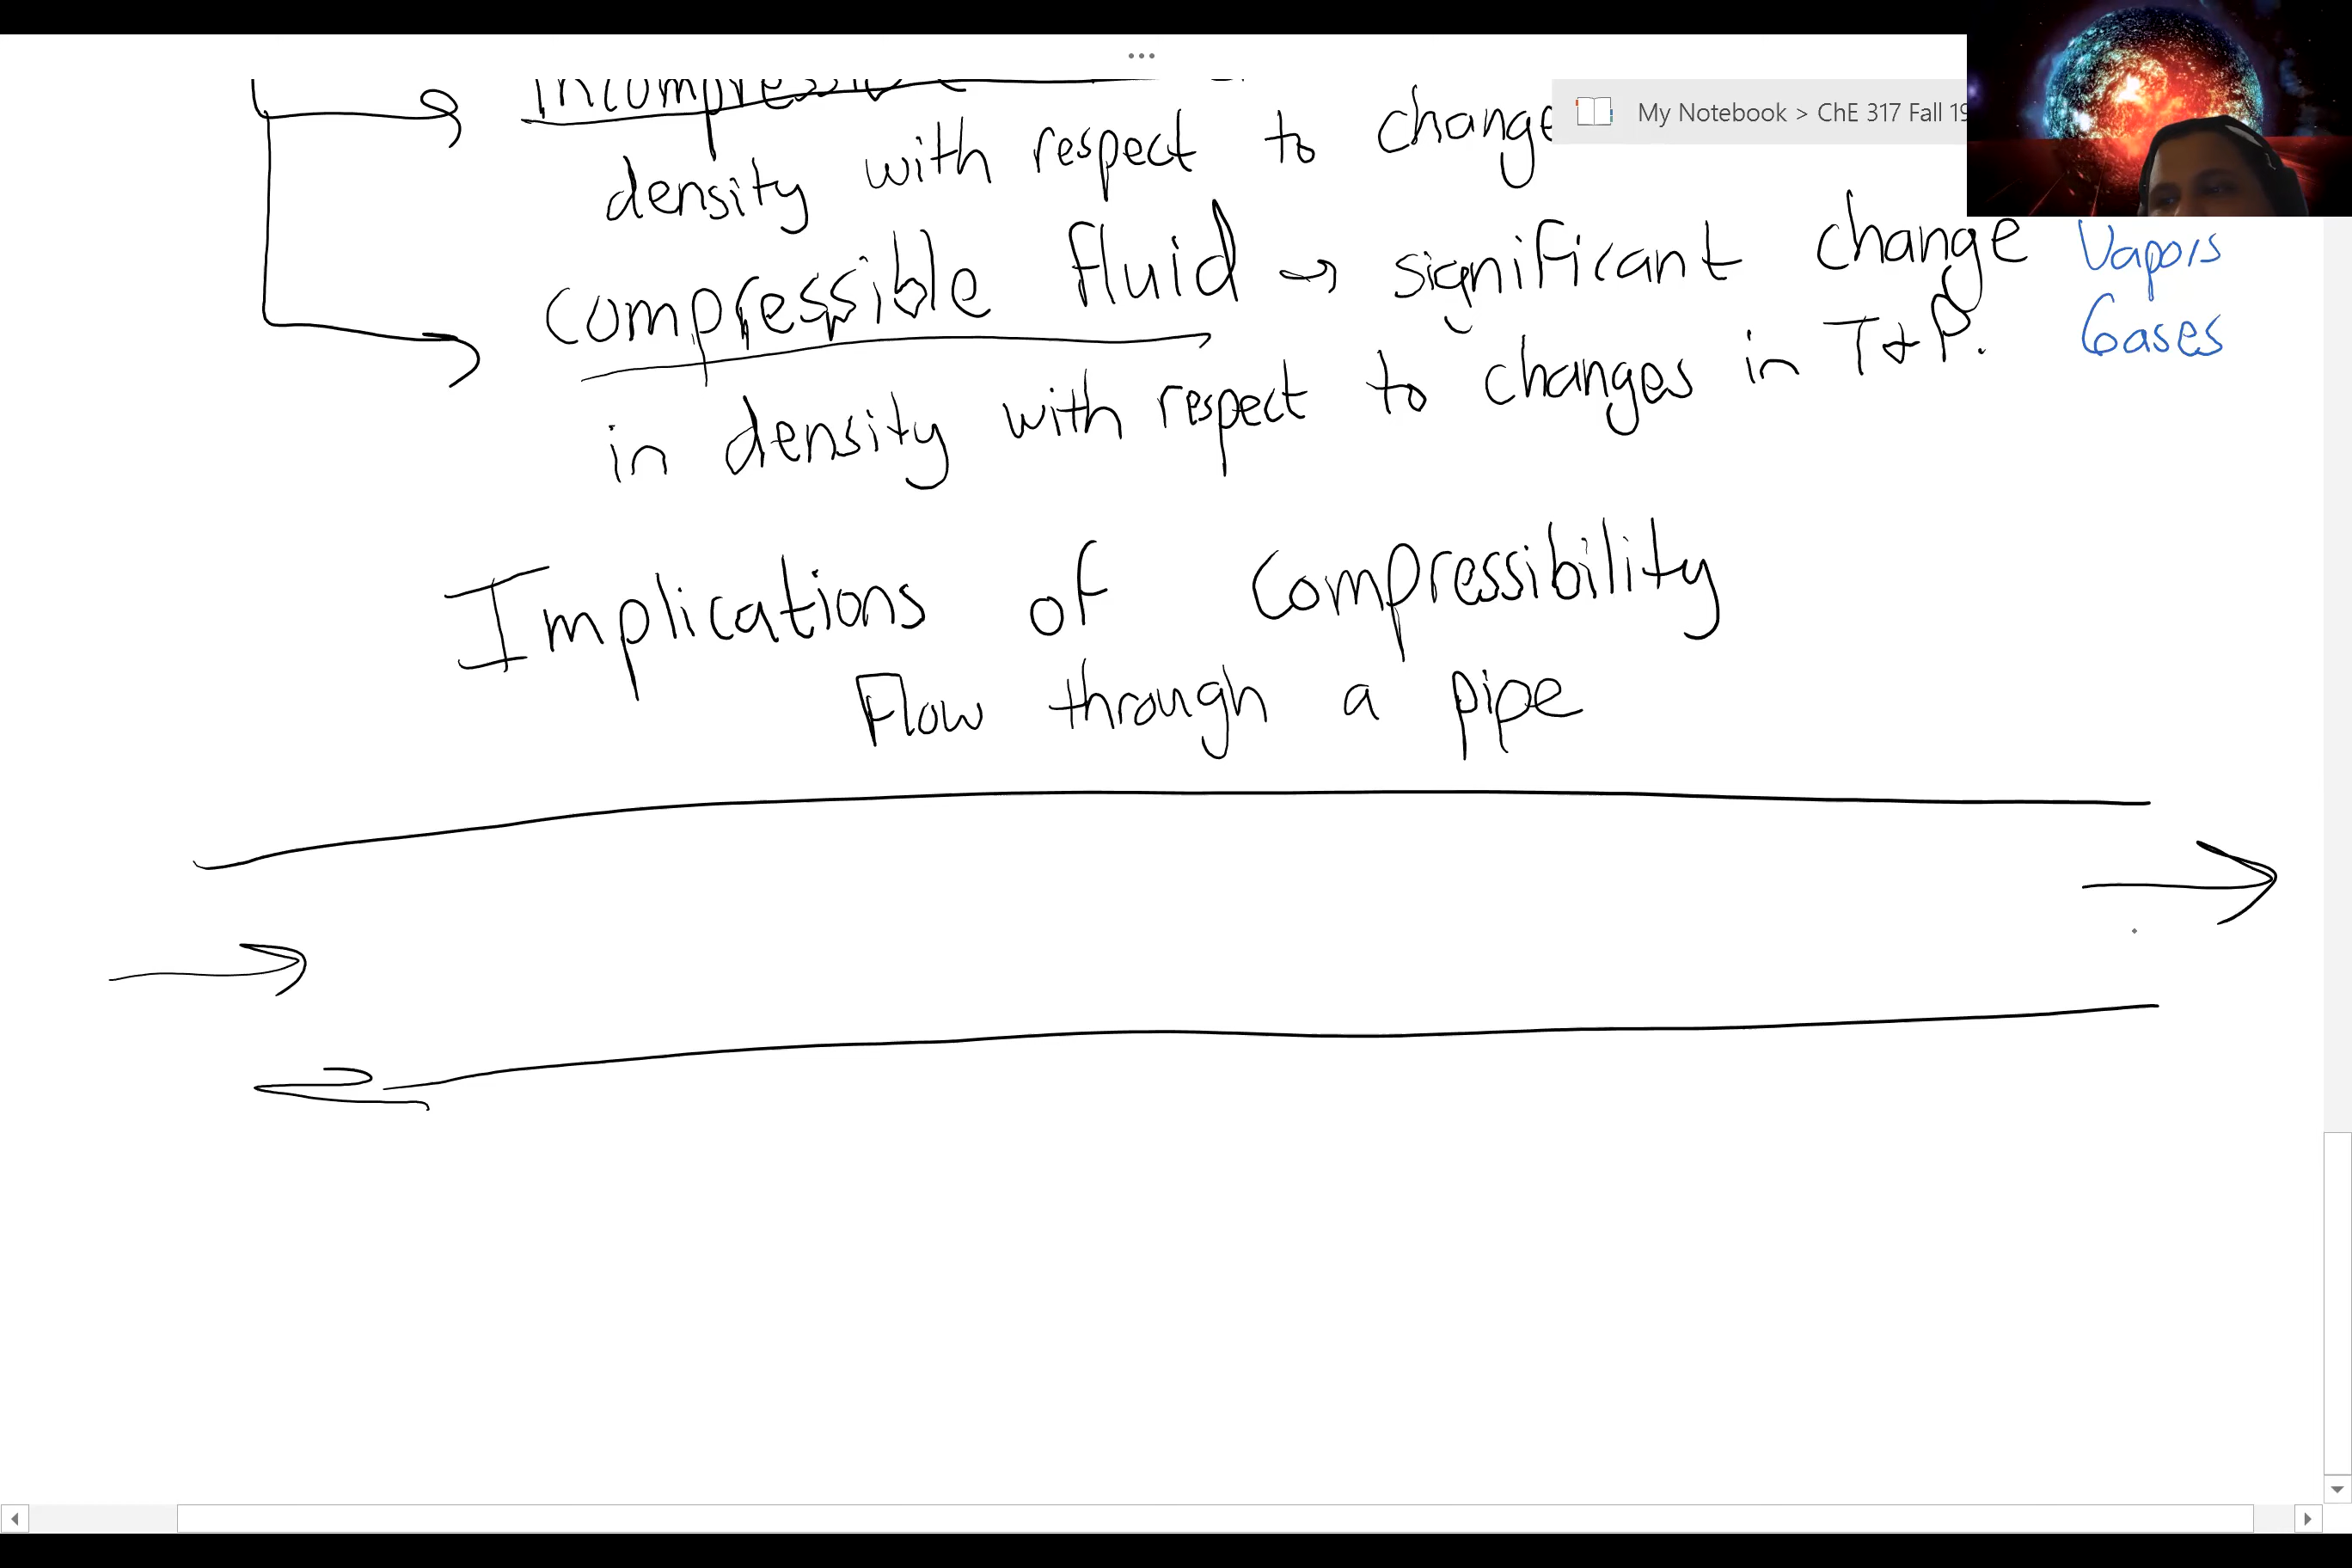 density with respect to change
compressible fluid → significant change
in density with respect to changes in T & P.
Vapors
Gases
Implications of Compressibility
Flow through a pipe
My Notebook > ChE 317 Fall 19